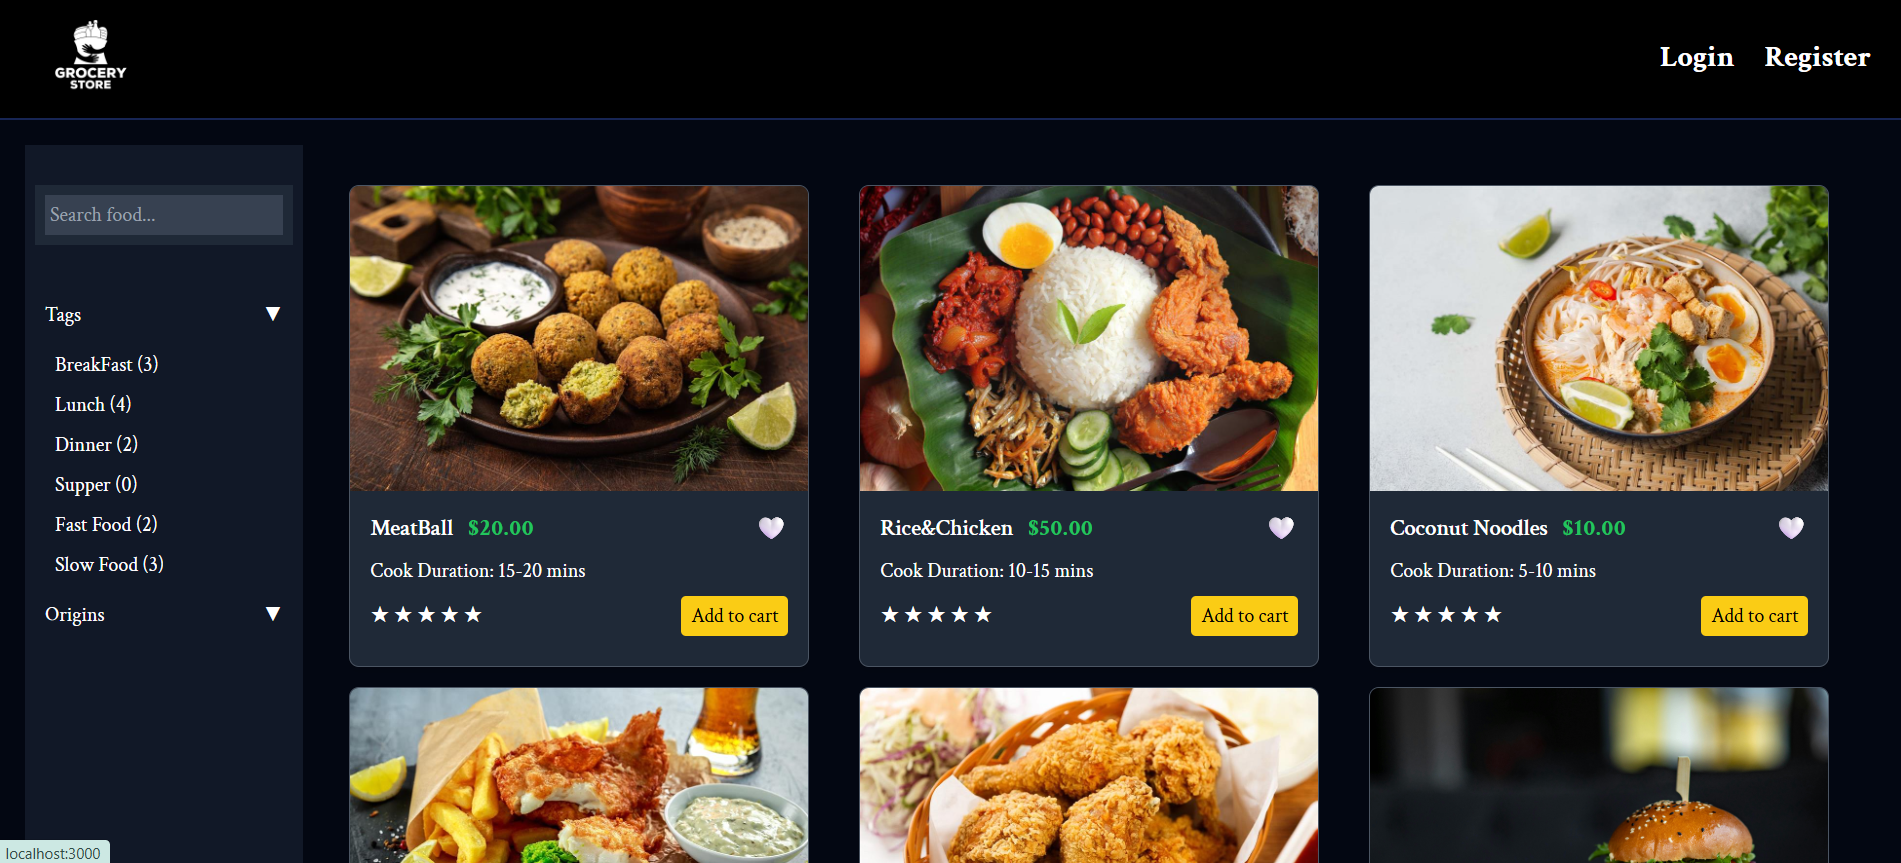 GROCERY
STORE
Login Register
Search food...
Tags ▼
BreakFast (3)
Lunch (4)
Dinner (2)
Supper (0)
Fast Food (2)
Slow Food (3)
Origins ▼
MeatBall $20.00
Cook Duration: 15-20 mins
★★★★★ Add to cart
Rice&Chicken $50.00
Cook Duration: 10-15 mins
★★★★★ Add to cart
Coconut Noodles $10.00
Cook Duration: 5-10 mins
★★★★★ Add to cart
localhost:3000